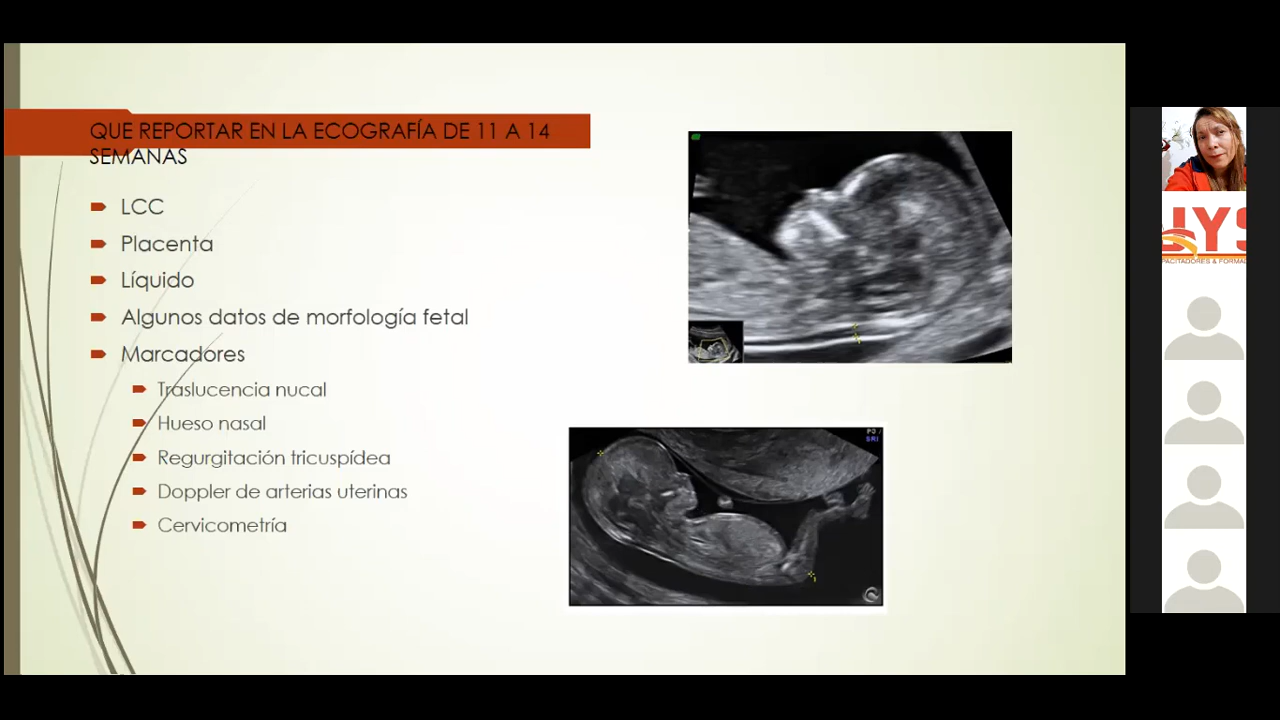 QUE REPORTAR EN LA ECOGRAFÍA DE 11 A 14
SEMANAS
LCC
Placenta
Líquido
Algunos datos de morfología fetal
Marcadores
Traslucencia nucal
Hueso nasal
Regurgitación tricuspídea
Doppler de arterias uterinas
Cervicometría
SRI